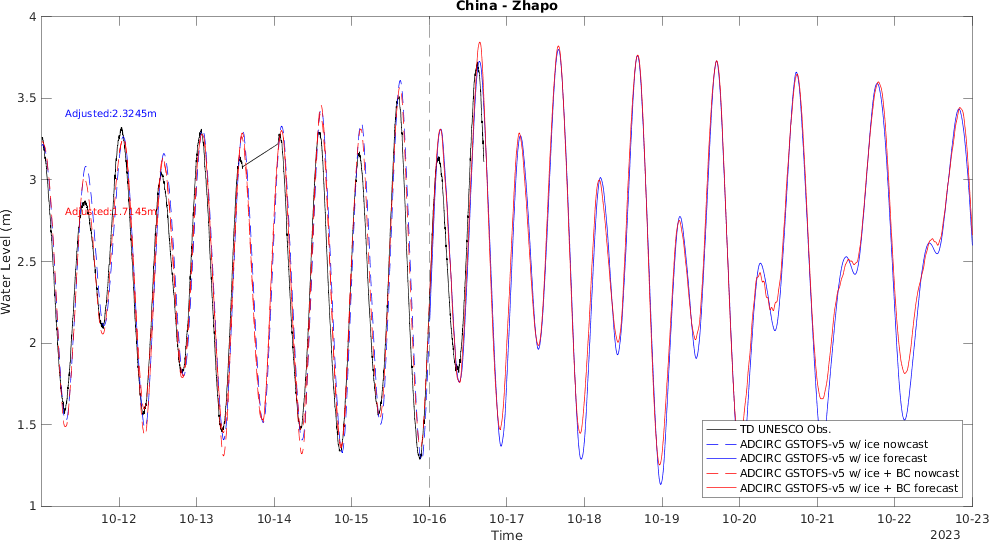 China - Zhapo
4
3.5
3
2.5
2
1.5
1
Water Level (m)
Adjusted:2.3245m
Adjusted:1.7145m
TD UNESCO Obs.
ADCIRC GSTOFS-v5 w/ ice nowcast
ADCIRC GSTOFS-v5 w/ ice forecast
ADCIRC GSTOFS-v5 w/ ice + BC nowcast
ADCIRC GSTOFS-v5 w/ ice + BC forecast
10-12 10-13 10-14 10-15 10-16 10-17 10-18 10-19 10-20 10-21 10-22 10-23
Time
2023